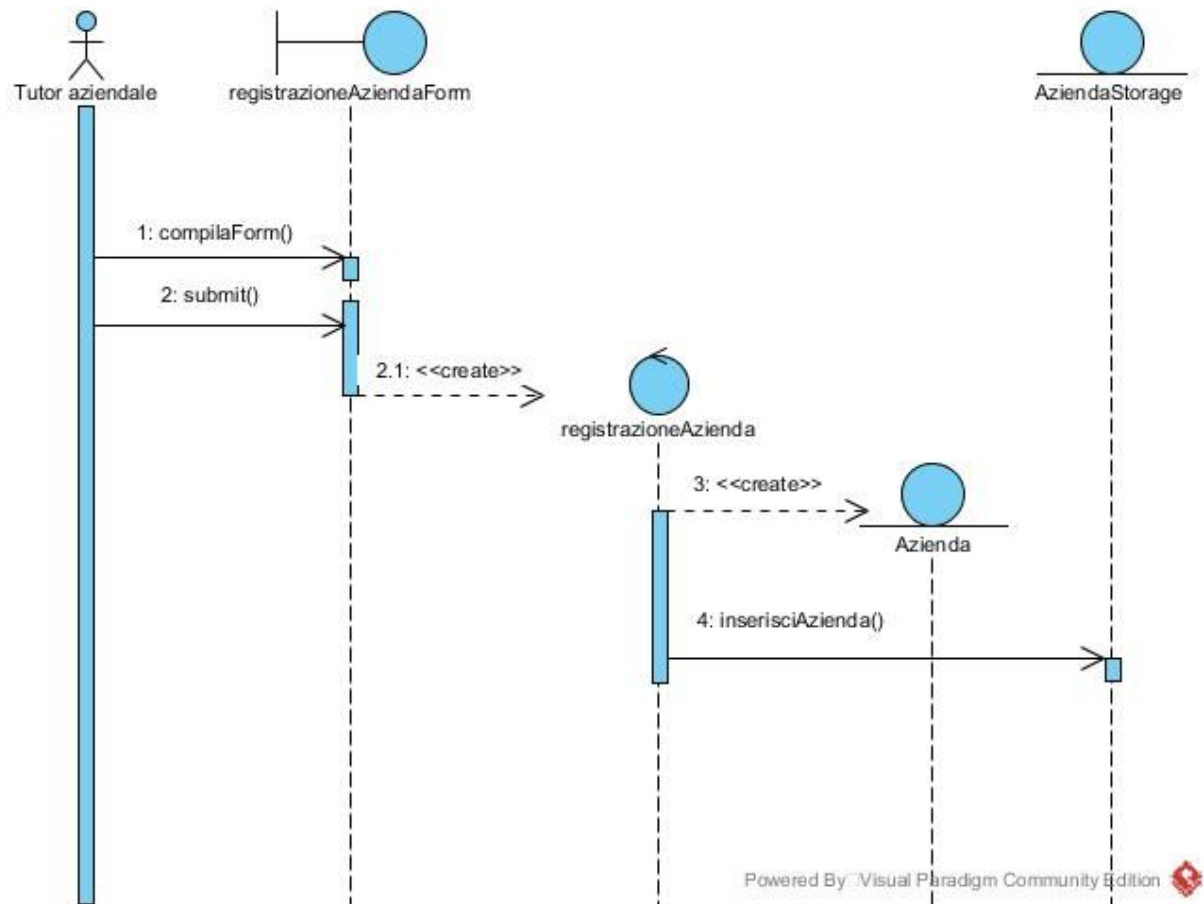 Tutor aziendale
registrazioneAziendaForm
AziendaStorage
1: compilaForm()
2: submit()
2.1: <<create>>
registrazioneAzienda
3: <<create>>
Azienda
4: inserisciAzienda()
Powered By Visual Paradigm Community Edition